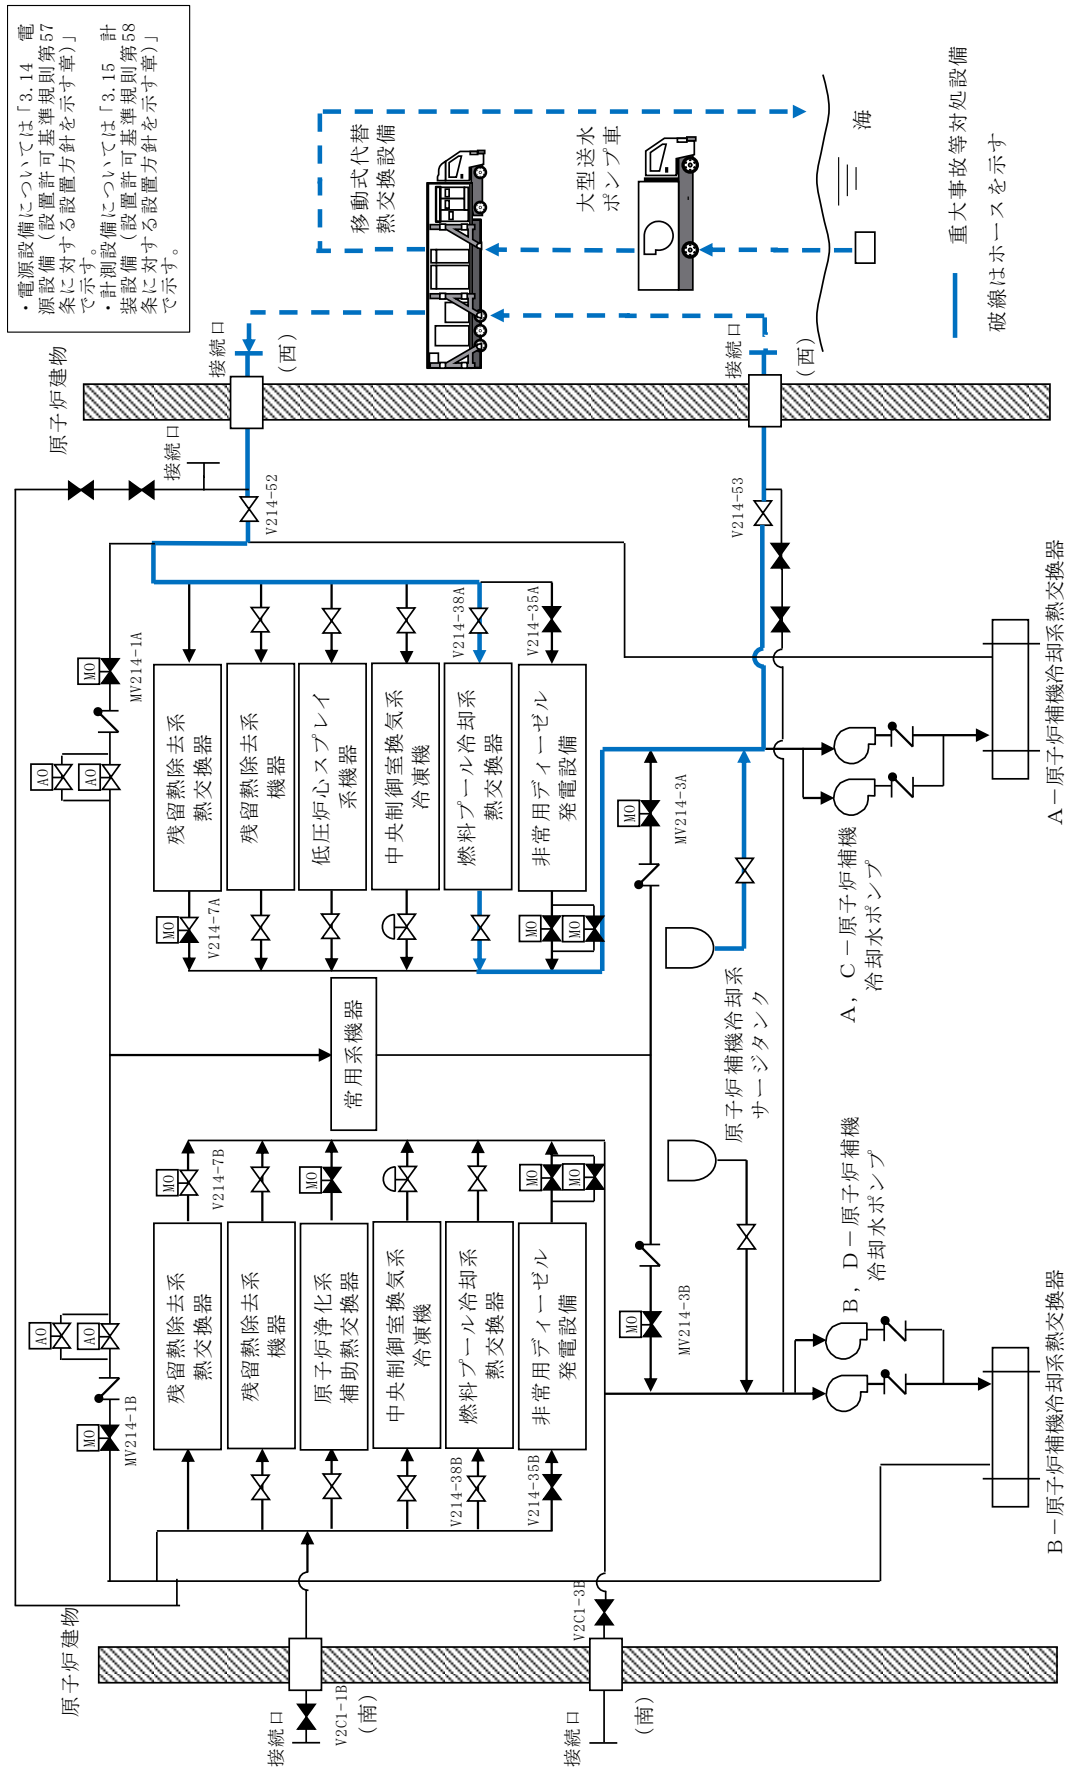 ・電源設備については「3.14　電
源設備（設置許可基準規則第57
条に対する設置方針を示す章）」
で示す。
・計測設備については「3.15　計
装設備（設置許可基準規則第58
条に対する設置方針を示す章）」
で示す。
原子炉建物
接続口
(西)
接続口
V214-52
移動式代替
熱交換設備
大型送水
ポンプ車
海
重大事故等対処設備
破線はホースを示す
接続口
(西)
V214-53
MO
MV214-1A
AO
AO
残留熱除去系
熱交換器
残留熱除去系
機器
低圧炉心スプレイ
系機器
中央制御室換気系
冷凍機
V214-38A
燃料プール冷却系
熱交換器
V214-35A
非常用ディーゼル
発電設備
MO
V214-7A
MO
MO
MO
MV214-3A
A－原子炉補機冷却系熱交換器
A，C－原子炉補機
冷却水ポンプ
原子炉補機冷却系
サージタンク
常用系機器
MO
V214-7B
MO
MO
MO
残留熱除去系
熱交換器
残留熱除去系
機器
原子炉浄化系
補助熱交換器
中央制御室換気系
冷凍機
燃料プール冷却系
熱交換器
非常用ディーゼル
発電設備
V214-38B
V214-35B
AO
AO
MO
MV214-1B
MO
MV214-3B
B，D－原子炉補機
冷却水ポンプ
B－原子炉補機冷却系熱交換器
原子炉建物
接続口
V2C1-1B
(南)
V2C1-3B
接続口
(南)